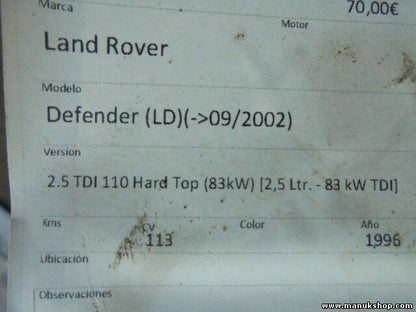 Marca
70,00€
Motor
Land Rover
Modelo
Defender (LD)(->09/2002)
Version
2.5 TDI 110 Hard Top (83kW) [2,5 Ltr. - 83 kW TDI]
Kms CV Color Año
113 1996
Ubicación
Observaciones
www.manukshop.com